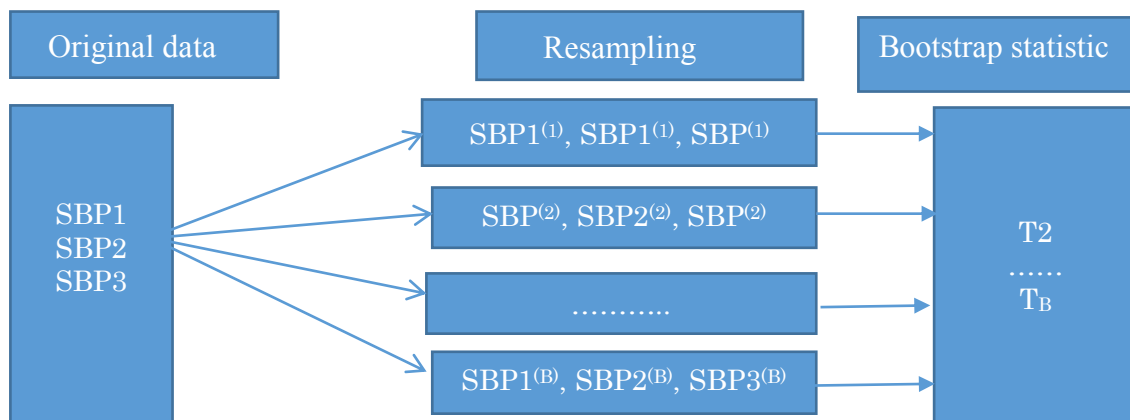 Original data
Resampling
Bootstrap statistic
SBP1
SBP2
SBP3
SBP1⁽¹⁾, SBP1⁽¹⁾, SBP⁽¹⁾
SBP⁽²⁾, SBP2⁽²⁾, SBP⁽²⁾
………...
SBP1⁽ᴮ⁾, SBP2⁽ᴮ⁾, SBP3⁽ᴮ⁾
T2
......
T_B